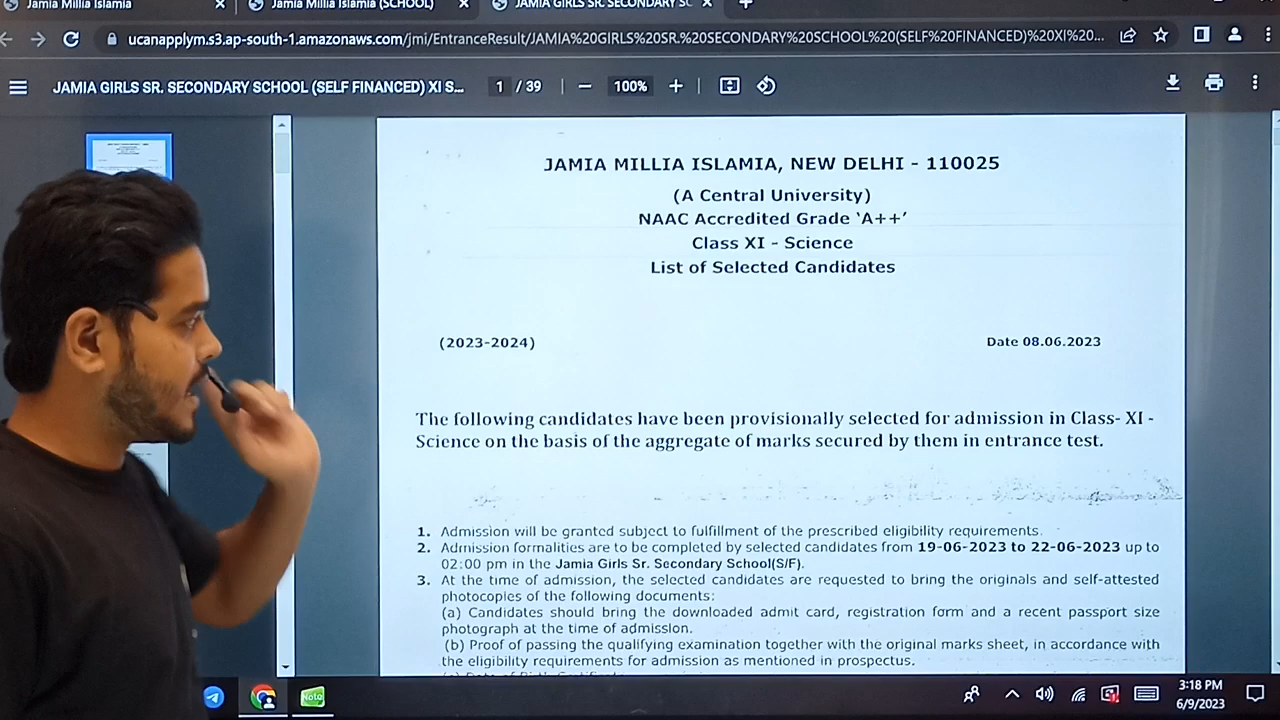 Jamia Millia Islamia
Jamia Millia Islamia (SCHOOL)
JAMIA GIRLS SR. SECONDARY SC
ucanapplym.s3.ap-south-1.amazonaws.com/jmi/EntranceResult/JAMIA%20GIRLS%20SR.%20SECONDARY%20SCHOOL%20(SELF%20FINANCED)%20XI%20...
JAMIA GIRLS SR. SECONDARY SCHOOL (SELF FINANCED) XI S...
1 / 39
100%
JAMIA MILLIA ISLAMIA, NEW DELHI - 110025
(A Central University)
NAAC Accredited Grade ‘A++’
Class XI - Science
List of Selected Candidates
(2023-2024)
Date 08.06.2023
The following candidates have been provisionally selected for admission in Class- XI -
Science on the basis of the aggregate of marks secured by them in entrance test.
1. Admission will be granted subject to fulfillment of the prescribed eligibility requirements.
2. Admission formalities are to be completed by selected candidates from 19-06-2023 to 22-06-2023 up to
02:00 pm in the Jamia Girls Sr. Secondary School(S/F).
3. At the time of admission, the selected candidates are requested to bring the originals and self-attested
photocopies of the following documents:
(a) Candidates should bring the downloaded admit card, registration form and a recent passport size
photograph at the time of admission.
(b) Proof of passing the qualifying examination together with the original marks sheet, in accordance with
the eligibility requirements for admission as mentioned in prospectus.
Note
3:18 PM
6/9/2023